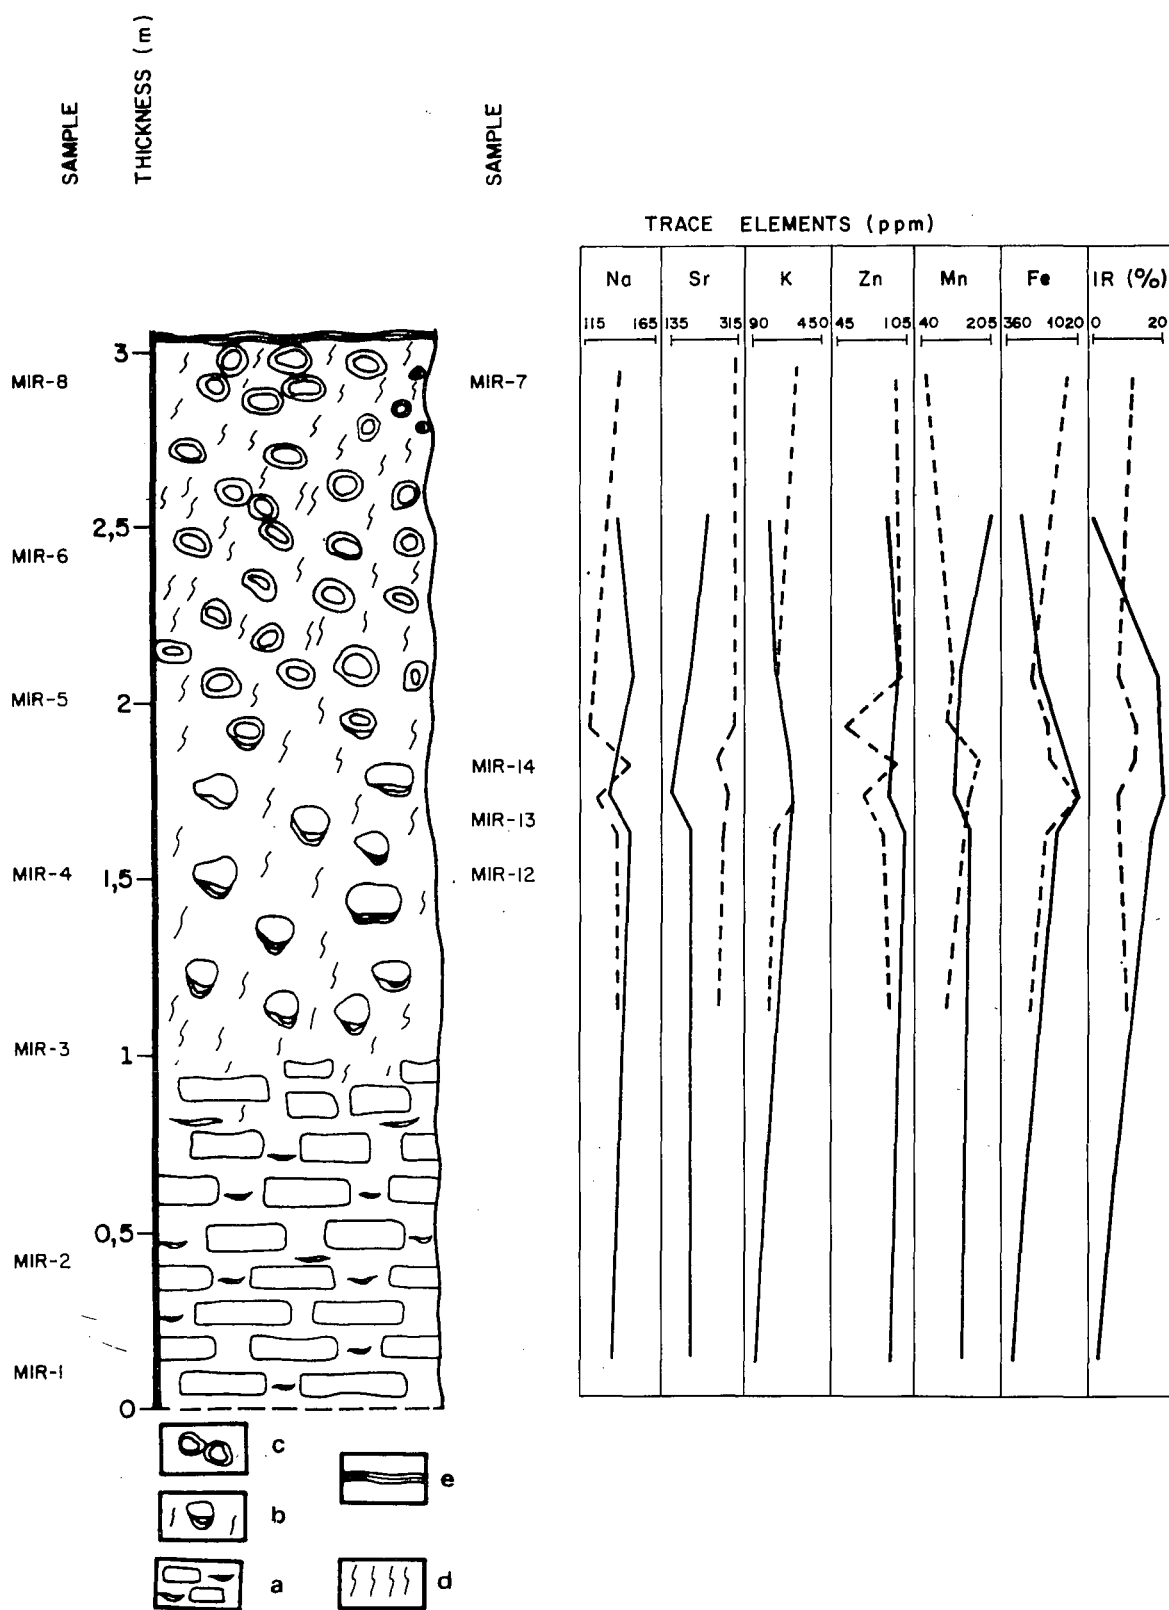 SAMPLE
THICKNESS (m)
SAMPLE
TRACE ELEMENTS (ppm)
Na Sr K Zn Mn Fe IR (%)
115 165 135 315 90 450 45 105 40 205 360 1020 0 20
3
MIR-8
MIR-7
2,5
MIR-6
MIR-5
2
MIR-14
MIR-13
MIR-4
1,5
MIR-12
MIR-3
1
0,5
MIR-2
MIR-1
0
c
e
b
a
d